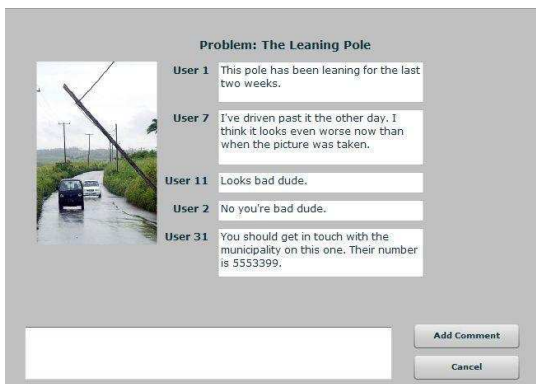 Problem: The Leaning Pole
User 1 This pole has been leaning for the last
two weeks.
User 7 I've driven past it the other day. I
think it looks even worse now than
when the picture was taken.
User 11 Looks bad dude.
User 2 No you're bad dude.
User 31 You should get in touch with the
municipality on this one. Their number
is 5553399.
Add Comment
Cancel